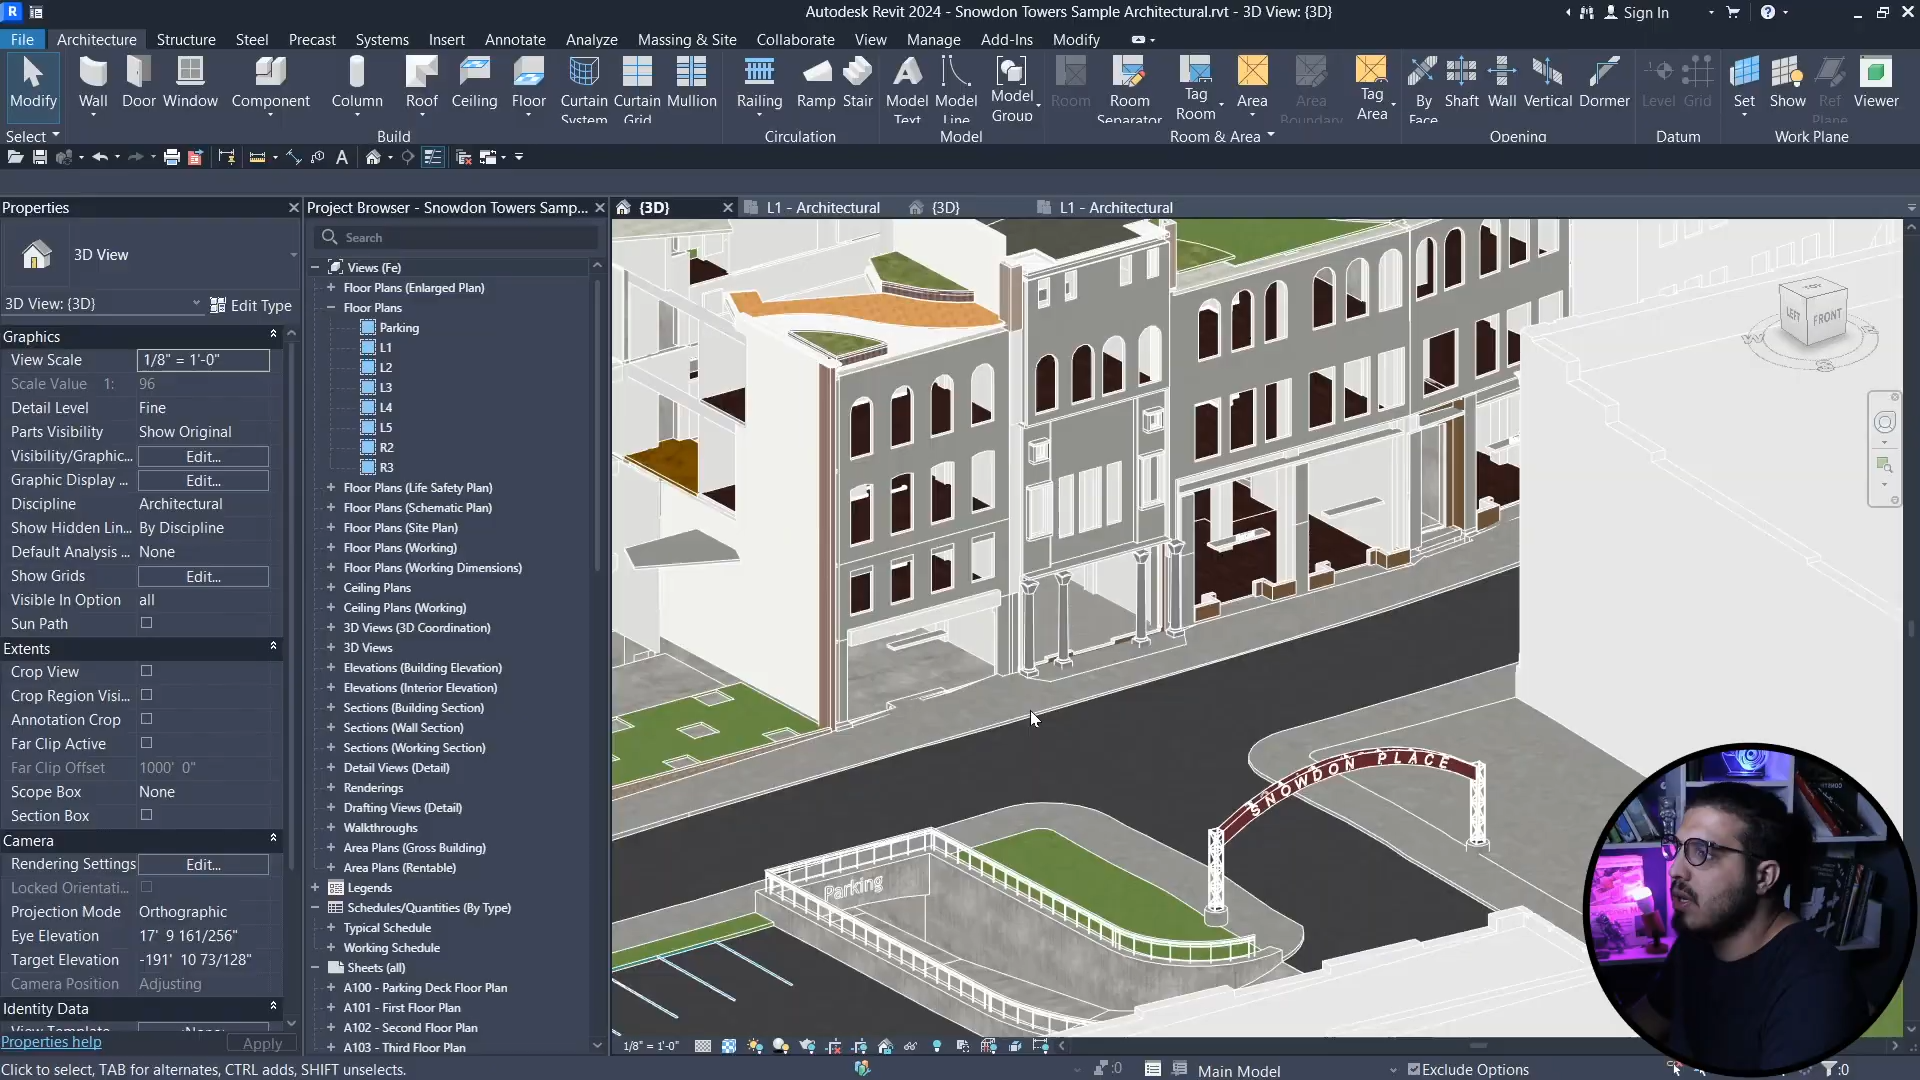 R
Autodesk Revit 2024 - Snowdon Towers Sample Architectural.rvt - 3D View: {3D}
Sign In
File Architecture Structure Steel Precast Systems Insert Annotate Analyze Massing & Site Collaborate View Manage Add-Ins Modify
Modify Wall Door Window Component Column Roof Ceiling Floor Curtain System Curtain Grid Mullion Railing Ramp Stair Model Text Model Line Model Group Room Room Separator Tag Room Area Area Boundary Tag Area By Face Shaft Wall Vertical Dormer Level Grid Set Show Ref Plane Viewer
Select Build Circulation Model Room & Area Opening Datum Work Plane
Properties
3D View
3D View: {3D} Edit Type
Graphics
View Scale 1/8" = 1'-0"
Scale Value 1: 96
Detail Level Fine
Parts Visibility Show Original
Visibility/Graphic... Edit...
Graphic Display ... Edit...
Discipline Architectural
Show Hidden Lin... By Discipline
Default Analysis ... None
Show Grids Edit...
Visible In Option all
Sun Path
Extents
Crop View
Crop Region Visi...
Annotation Crop
Far Clip Active
Far Clip Offset 1000' 0"
Scope Box None
Section Box
Camera
Rendering Settings Edit...
Locked Orientati...
Projection Mode Orthographic
Eye Elevation 17' 9 161/256"
Target Elevation -191' 10 73/128"
Camera Position Adjusting
Identity Data
View Template <None>
Properties help Apply
Project Browser - Snowdon Towers Samp...
Search
Views (Fe)
Floor Plans (Enlarged Plan)
Floor Plans
Parking
L1
L2
L3
L4
L5
R2
R3
Floor Plans (Life Safety Plan)
Floor Plans (Schematic Plan)
Floor Plans (Site Plan)
Floor Plans (Working)
Floor Plans (Working Dimensions)
Ceiling Plans
Ceiling Plans (Working)
3D Views (3D Coordination)
3D Views
Elevations (Building Elevation)
Elevations (Interior Elevation)
Sections (Building Section)
Sections (Wall Section)
Sections (Working Section)
Detail Views (Detail)
Renderings
Drafting Views (Detail)
Walkthroughs
Area Plans (Gross Building)
Area Plans (Rentable)
Legends
Schedules/Quantities (By Type)
Typical Schedule
Working Schedule
Sheets (all)
A100 - Parking Deck Floor Plan
A101 - First Floor Plan
A102 - Second Floor Plan
A103 - Third Floor Plan
{3D} L1 - Architectural {3D} L1 - Architectural
TOP
LEFT FRONT
W
SNOWDON PLACE
Parking
1/8" = 1'-0"
Click to select, TAB for alternates, CTRL adds, SHIFT unselects.
:0
Main Model
Exclude Options
:0